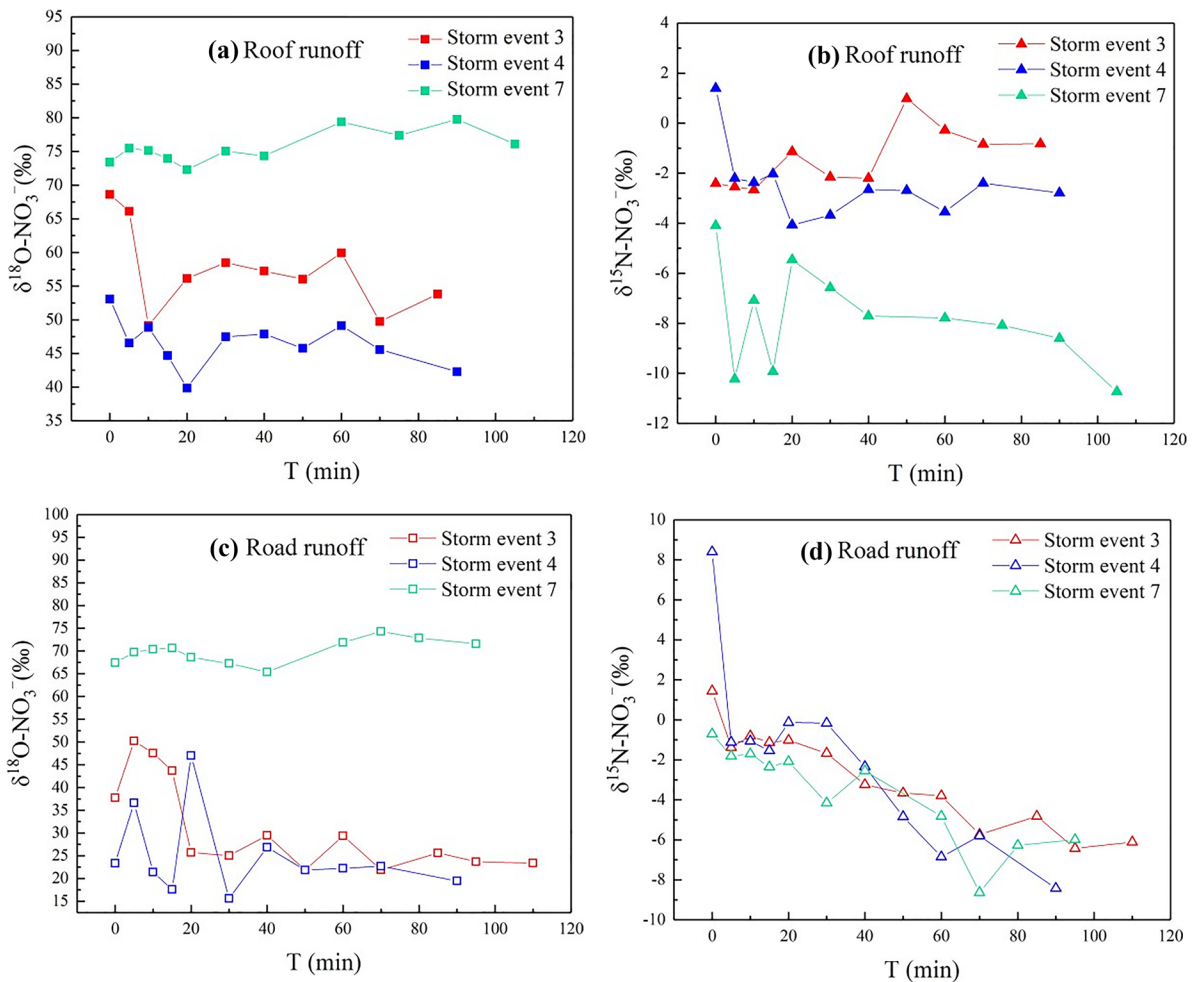 (a) Roof runoff
Storm event 3
Storm event 4
Storm event 7
95
90
85
80
75
70
65
60
55
50
45
40
35
δ¹⁸O-NO₃⁻(‰)
0 20 40 60 80 100 120
T (min)
(b) Roof runoff
Storm event 3
Storm event 4
Storm event 7
4
2
0
-2
-4
-6
-8
-10
-12
δ¹⁵N-NO₃⁻(‰)
0 20 40 60 80 100 120
T (min)
(c) Road runoff
Storm event 3
Storm event 4
Storm event 7
100
95
90
85
80
75
70
65
60
55
50
45
40
35
30
25
20
15
δ¹⁸O-NO₃⁻(‰)
0 20 40 60 80 100 120
T (min)
(d) Road runoff
Storm event 3
Storm event 4
Storm event 7
10
8
6
4
2
0
-2
-4
-6
-8
-10
δ¹⁵N-NO₃⁻(‰)
0 20 40 60 80 100 120
T (min)